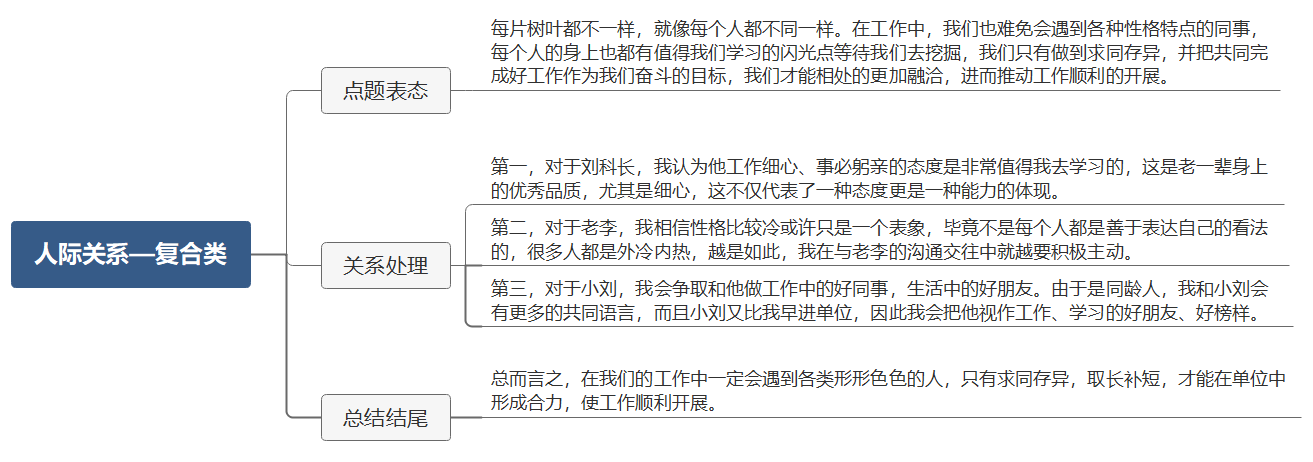 人际关系—复合类
点题表态
每片树叶都不一样，就像每个人都不同一样。在工作中，我们也难免会遇到各种性格特点的同事，
每个人的身上也都有值得我们学习的闪光点等待我们去挖掘，我们只有做到求同存异，并把共同完
成好工作作为我们奋斗的目标，我们才能相处的更加融洽，进而推动工作顺利的开展。
关系处理
第一，对于刘科长，我认为他工作细心、事必躬亲的态度是非常值得我去学习的，这是老一辈身上
的优秀品质，尤其是细心，这不仅代表了一种态度更是一种能力的体现。
第二，对于老李，我相信性格比较冷或许只是一个表象，毕竟不是每个人都是善于表达自己的看法
的，很多人都是外冷内热，越是如此，我在与老李的沟通交往中就越要积极主动。
第三，对于小刘，我会争取和他做工作中的好同事，生活中的好朋友。由于是同龄人，我和小刘会
有更多的共同语言，而且小刘又比我早进单位，因此我会把他视作工作、学习的好朋友、好榜样。
总结结尾
总而言之，在我们的工作中一定会遇到各类形形色色的人，只有求同存异，取长补短，才能在单位中
形成合力，使工作顺利开展。